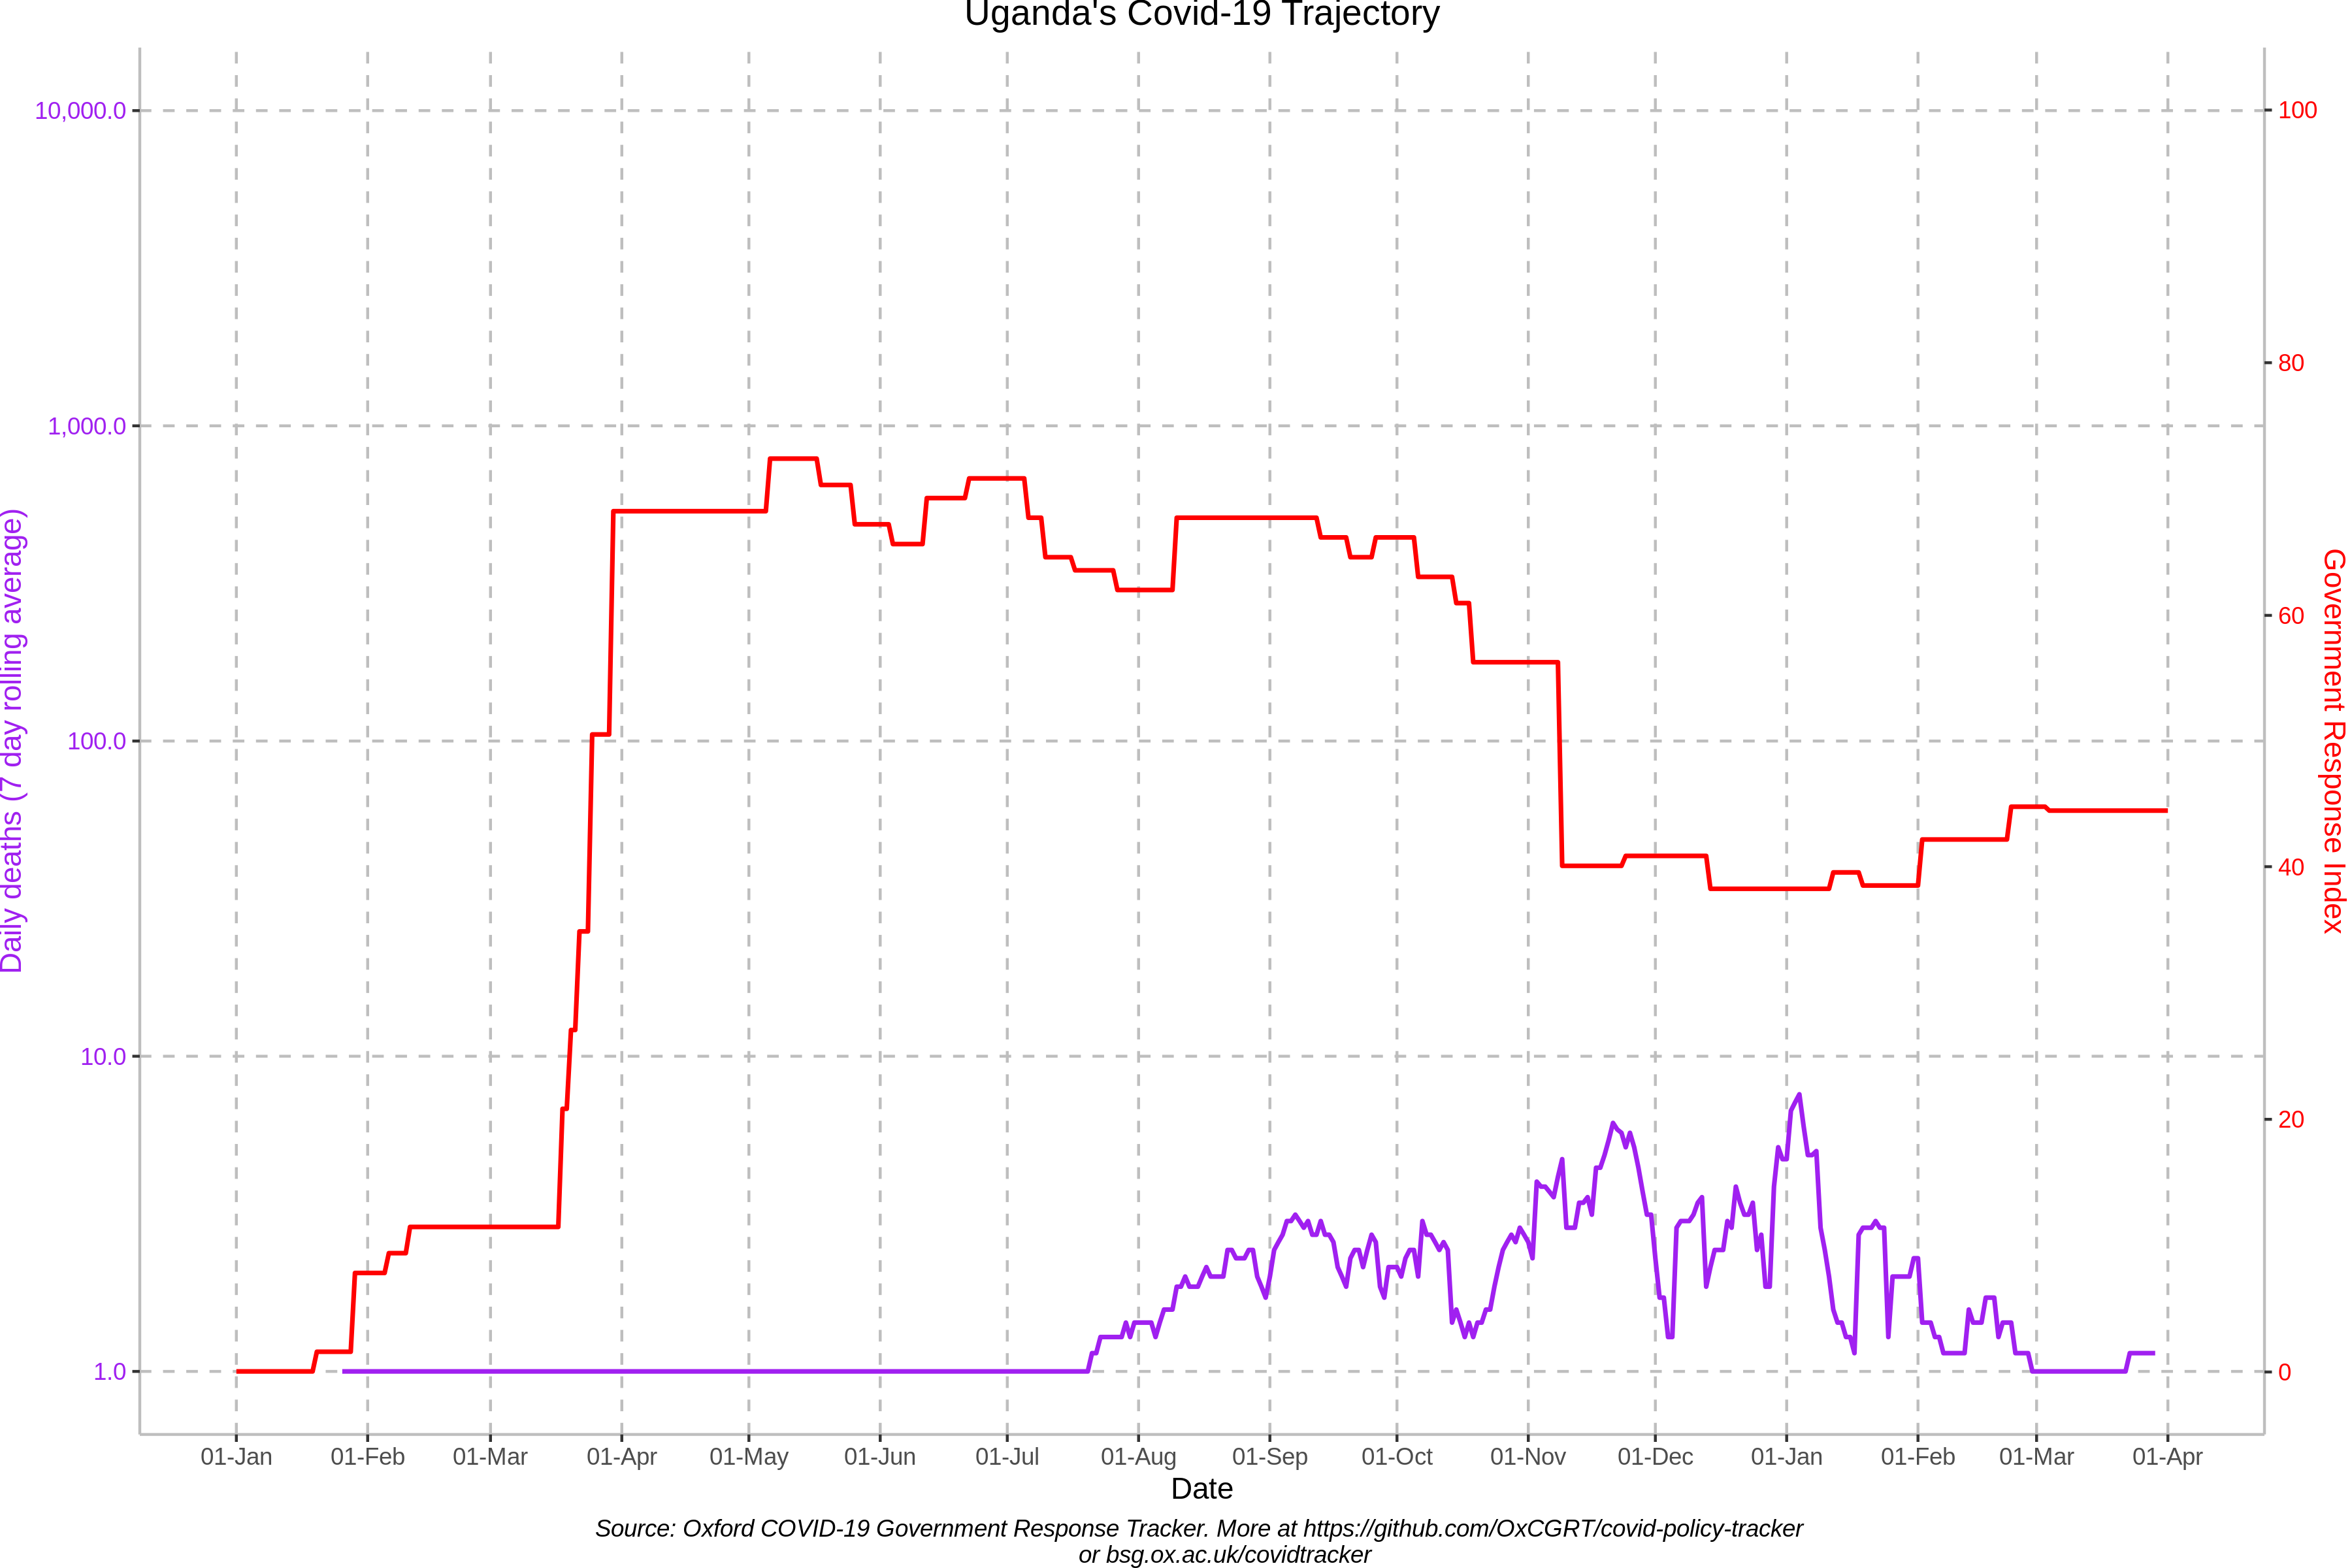 Uganda's Covid-19 Trajectory
Daily deaths (7 day rolling average)
10,000.0
1,000.0
100.0
10.0
1.0
100
80
60
40
20
0
Government Response Index
01-Jan 01-Feb 01-Mar 01-Apr 01-May 01-Jun 01-Jul 01-Aug 01-Sep 01-Oct 01-Nov 01-Dec 01-Jan 01-Feb 01-Mar 01-Apr
Date
Source: Oxford COVID-19 Government Response Tracker. More at https://github.com/OxCGRT/covid-policy-tracker
or bsg.ox.ac.uk/covidtracker